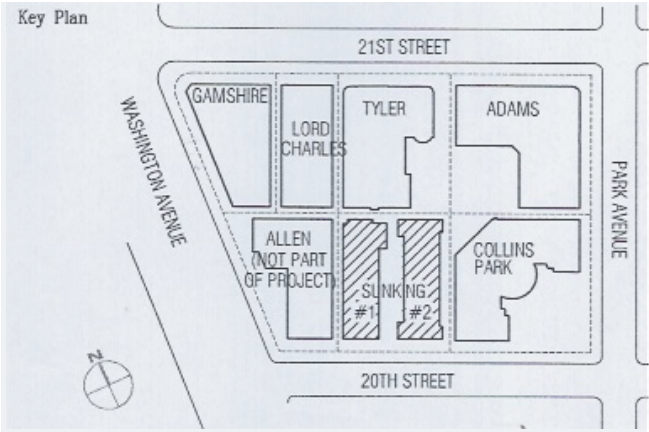 Key Plan
21ST STREET
WASHINGTON AVENUE
GAMSHIRE
LORD
CHARLES
TYLER
ADAMS
PARK AVENUE
ALLEN
(NOT PART
OF PROJECT)
SUNKING
#1
#2
COLLINS
PARK
N
20TH STREET